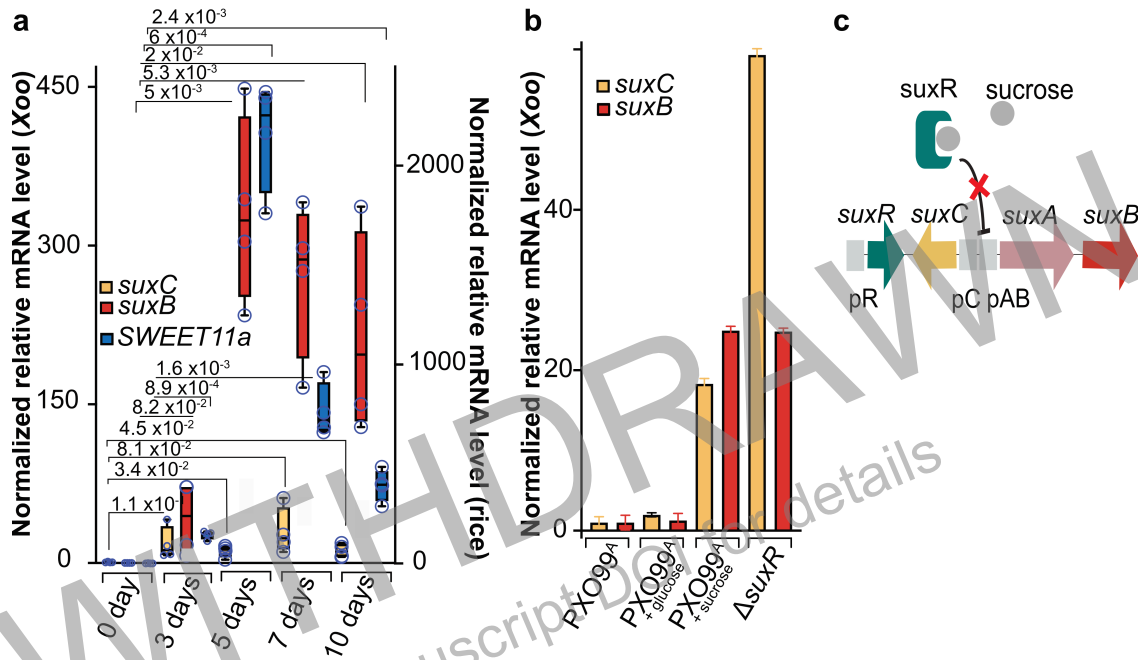 a
2.4 x10-3
6 x10-4
2 x10-2
5.3 x10-3
5 x10-3
Normalized relative mRNA level (Xoo)
450
300
150
0
suxC
suxB
SWEET11a
1.6 x10-3
8.9 x10-4
8.2 x10-2
4.5 x10-2
8.1 x10-2
3.4 x10-2
1.1 x10-
2000
1000
0
Normalized relative mRNA level (rice)
0 day
3 days
5 days
7 days
10 days
b
Normalized relative mRNA level (Xoo)
suxC
suxB
40
20
0
PXO99A
PXO99A
+ glucose
PXO99A
+ sucrose
ΔsuxR
c
suxR
sucrose
suxR
suxC
suxA
suxB
pR
pC
pAB
WITHDRAWN
uscript DOI for details